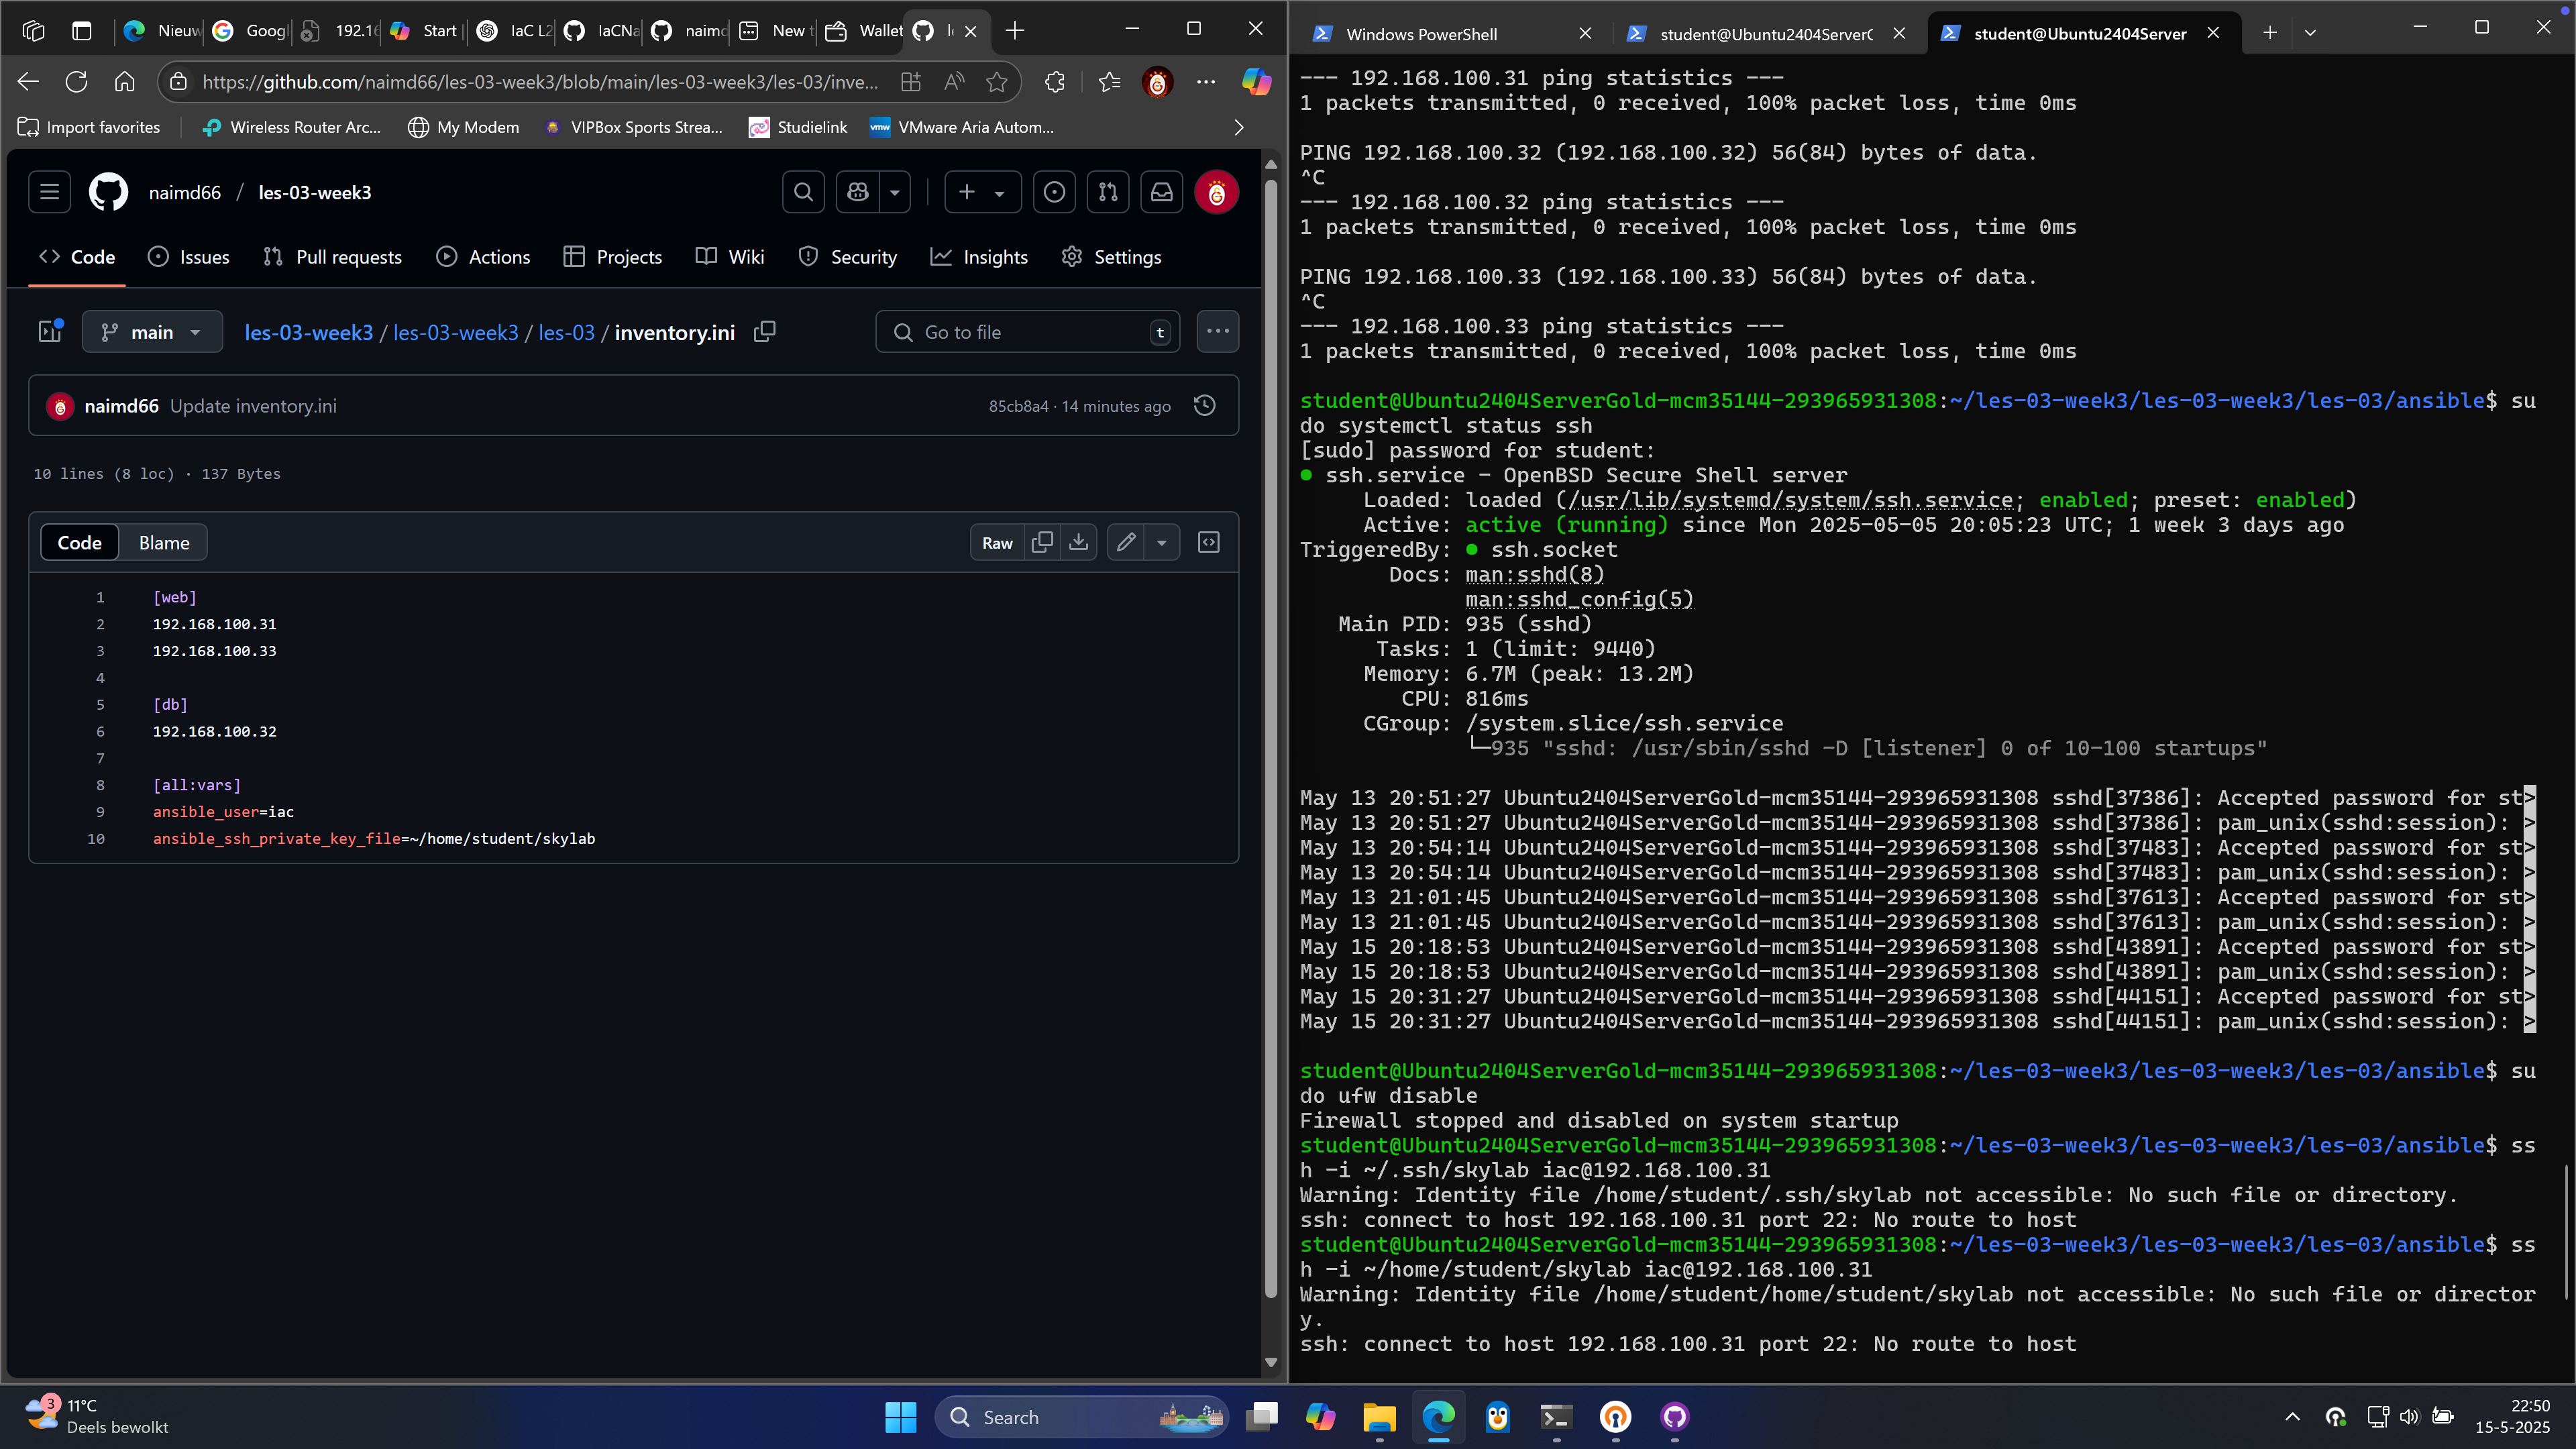 Nieuw
Googl
192.16
Start
IaC L2
IaCNa
naimd
New t
Wallet
https://github.com/naimd66/les-03-week3/blob/main/les-03-week3/les-03/inve...
Import favorites
Wireless Router Arc...
My Modem
VIPBox Sports Strea...
Studielink
vmw
VMware Aria Autom...
naimd66 / les-03-week3
Code
Issues
Pull requests
Actions
Projects
Wiki
Security
Insights
Settings
main
les-03-week3 / les-03-week3 / les-03 / inventory.ini
Go to file
t
naimd66 Update inventory.ini
85cb8a4 · 14 minutes ago
10 lines (8 loc) · 137 Bytes
Code
Blame
Raw
1 [web]
2 192.168.100.31
3 192.168.100.33
4
5 [db]
6 192.168.100.32
7
8 [all:vars]
9 ansible_user=iac
10 ansible_ssh_private_key_file=~/home/student/skylab
Windows PowerShell
student@Ubuntu2404Server
student@Ubuntu2404Server
--- 192.168.100.31 ping statistics ---
1 packets transmitted, 0 received, 100% packet loss, time 0ms
PING 192.168.100.32 (192.168.100.32) 56(84) bytes of data.
^C
--- 192.168.100.32 ping statistics ---
1 packets transmitted, 0 received, 100% packet loss, time 0ms
PING 192.168.100.33 (192.168.100.33) 56(84) bytes of data.
^C
--- 192.168.100.33 ping statistics ---
1 packets transmitted, 0 received, 100% packet loss, time 0ms
student@Ubuntu2404ServerGold-mcm35144-293965931308:~/les-03-week3/les-03-week3/les-03/ansible$ su
do systemctl status ssh
[sudo] password for student:
● ssh.service - OpenBSD Secure Shell server
Loaded: loaded (/usr/lib/systemd/system/ssh.service; enabled; preset: enabled)
Active: active (running) since Mon 2025-05-05 20:05:23 UTC; 1 week 3 days ago
TriggeredBy: ● ssh.socket
Docs: man:sshd(8)
man:sshd_config(5)
Main PID: 935 (sshd)
Tasks: 1 (limit: 9440)
Memory: 6.7M (peak: 13.2M)
CPU: 816ms
CGroup: /system.slice/ssh.service
└─935 "sshd: /usr/sbin/sshd -D [listener] 0 of 10-100 startups"
May 13 20:51:27 Ubuntu2404ServerGold-mcm35144-293965931308 sshd[37386]: Accepted password for st>
May 13 20:51:27 Ubuntu2404ServerGold-mcm35144-293965931308 sshd[37386]: pam_unix(sshd:session): >
May 13 20:54:14 Ubuntu2404ServerGold-mcm35144-293965931308 sshd[37483]: Accepted password for st>
May 13 20:54:14 Ubuntu2404ServerGold-mcm35144-293965931308 sshd[37483]: pam_unix(sshd:session): >
May 13 21:01:45 Ubuntu2404ServerGold-mcm35144-293965931308 sshd[37613]: Accepted password for st>
May 13 21:01:45 Ubuntu2404ServerGold-mcm35144-293965931308 sshd[37613]: pam_unix(sshd:session): >
May 15 20:18:53 Ubuntu2404ServerGold-mcm35144-293965931308 sshd[43891]: Accepted password for st>
May 15 20:18:53 Ubuntu2404ServerGold-mcm35144-293965931308 sshd[43891]: pam_unix(sshd:session): >
May 15 20:31:27 Ubuntu2404ServerGold-mcm35144-293965931308 sshd[44151]: Accepted password for st>
May 15 20:31:27 Ubuntu2404ServerGold-mcm35144-293965931308 sshd[44151]: pam_unix(sshd:session): >
student@Ubuntu2404ServerGold-mcm35144-293965931308:~/les-03-week3/les-03-week3/les-03/ansible$ su
do ufw disable
Firewall stopped and disabled on system startup
student@Ubuntu2404ServerGold-mcm35144-293965931308:~/les-03-week3/les-03-week3/les-03/ansible$ ss
h -i ~/.ssh/skylab iac@192.168.100.31
Warning: Identity file /home/student/.ssh/skylab not accessible: No such file or directory.
ssh: connect to host 192.168.100.31 port 22: No route to host
student@Ubuntu2404ServerGold-mcm35144-293965931308:~/les-03-week3/les-03-week3/les-03/ansible$ ss
h -i ~/home/student/skylab iac@192.168.100.31
Warning: Identity file /home/student/home/student/skylab not accessible: No such file or director
y.
ssh: connect to host 192.168.100.31 port 22: No route to host
3
11°C
Deels bewolkt
Search
22:50
15-5-2025